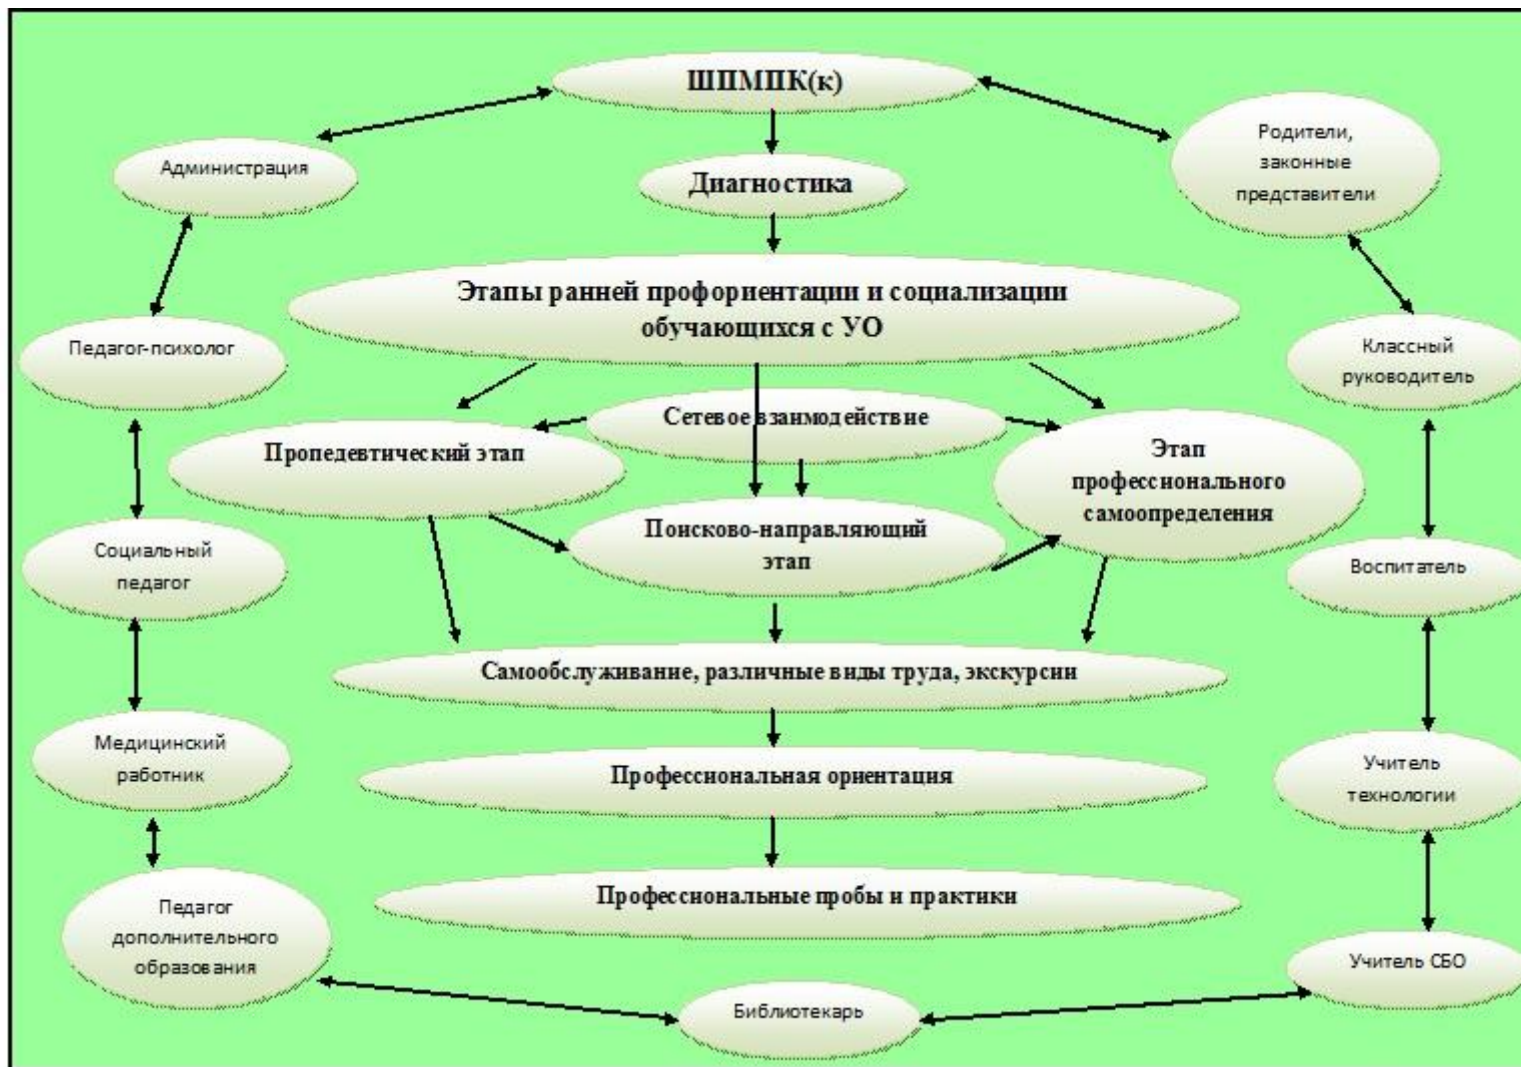 ШПМПК(к)
Администрация
Родители,
законные
представители
Диагностика
Этапы ранней профориентации и социализации
обучающихся с УО
Педагог-психолог
Классный
руководитель
Сетевое взаимодействие
Пропедевтический этап
Этап
профессионального
самоопределения
Поисково-направляющий
этап
Социальный
педагог
Воспитатель
Самообслуживание, различные виды труда, экскурсии
Медицинский
работник
Профессиональная ориентация
Учитель
технологии
Профессиональные пробы и практики
Педагог
дополнительного
образования
Учитель СБО
Библиотекарь